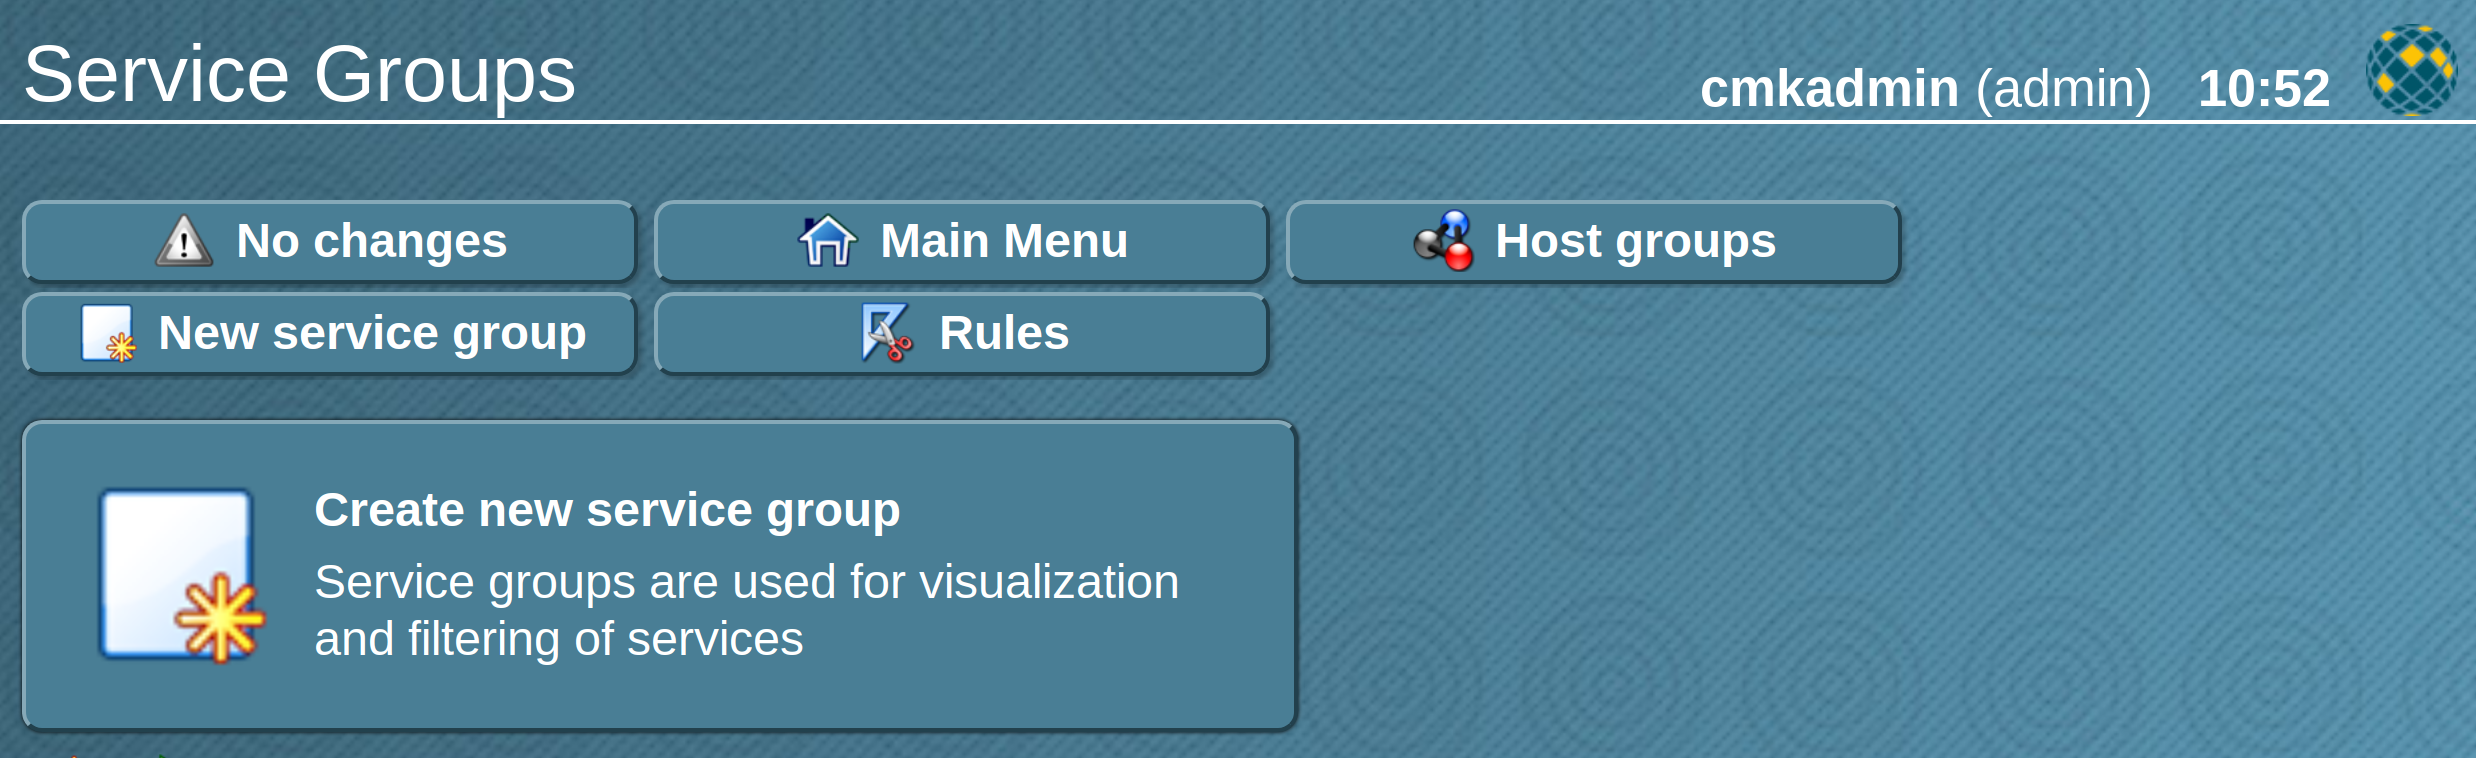 Service Groups
cmkadmin (admin) 10:52
No changes
Main Menu
Host groups
New service group
Rules
Create new service group
Service groups are used for visualization
and filtering of services